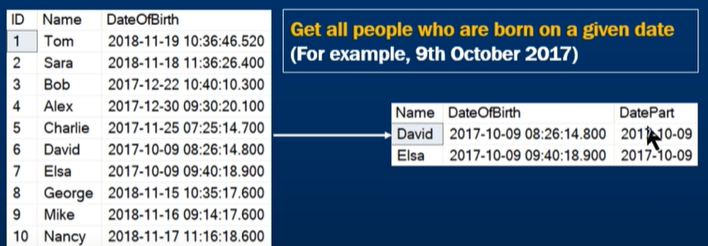 ID Name DateOfBirth
1 Tom 2018-11-19 10:36:46.520
2 Sara 2018-11-18 11:36:26.400
3 Bob 2017-12-22 10:40:10.300
4 Alex 2017-12-30 09:30:20.100
5 Charlie 2017-11-25 07:25:14.700
6 David 2017-10-09 08:26:14.800
7 Elsa 2017-10-09 09:40:18.900
8 George 2018-11-15 10:35:17.600
9 Mike 2018-11-16 09:14:17.600
10 Nancy 2018-11-17 11:16:18.600
Get all people who are born on a given date
(For example, 9th October 2017)
Name DateOfBirth DatePart
David 2017-10-09 08:26:14.800 2017-10-09
Elsa 2017-10-09 09:40:18.900 2017-10-09